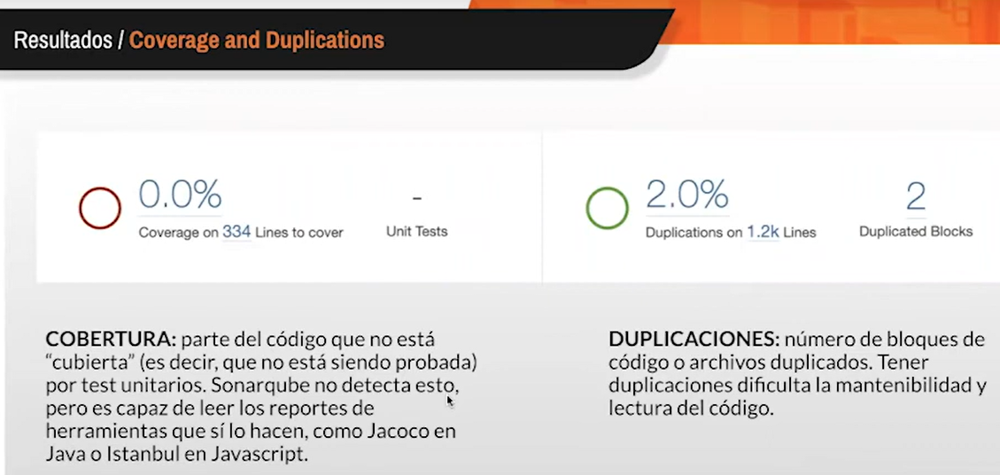 Resultados / Coverage and Duplications
0.0%
Coverage on 334 Lines to cover
-
Unit Tests
2.0%
Duplications on 1.2k Lines
2
Duplicated Blocks
COBERTURA: parte del código que no está
“cubierta” (es decir, que no está siendo probada)
por test unitarios. Sonarqube no detecta esto,
pero es capaz de leer los reportes de
herramientas que sí lo hacen, como Jacoco en
Java o Istanbul en Javascript.
DUPLICACIONES: número de bloques de
código o archivos duplicados. Tener
duplicaciones dificulta la mantenibilidad y
lectura del código.